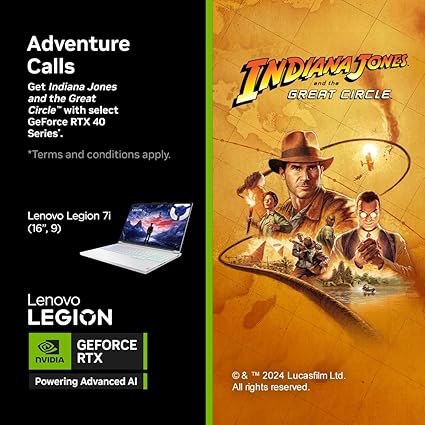 Adventure
Calls
Get Indiana Jones
and the Great
Circle™ with select
GeForce RTX 40
Series*.
*Terms and conditions apply.
Lenovo Legion 7i
(16”, 9)
Lenovo
LEGION
NVIDIA
GEFORCE
RTX
Powering Advanced AI
INDIANA JONES
and the
GREAT CIRCLE
© & ™ 2024 Lucasfilm Ltd.
All rights reserved.